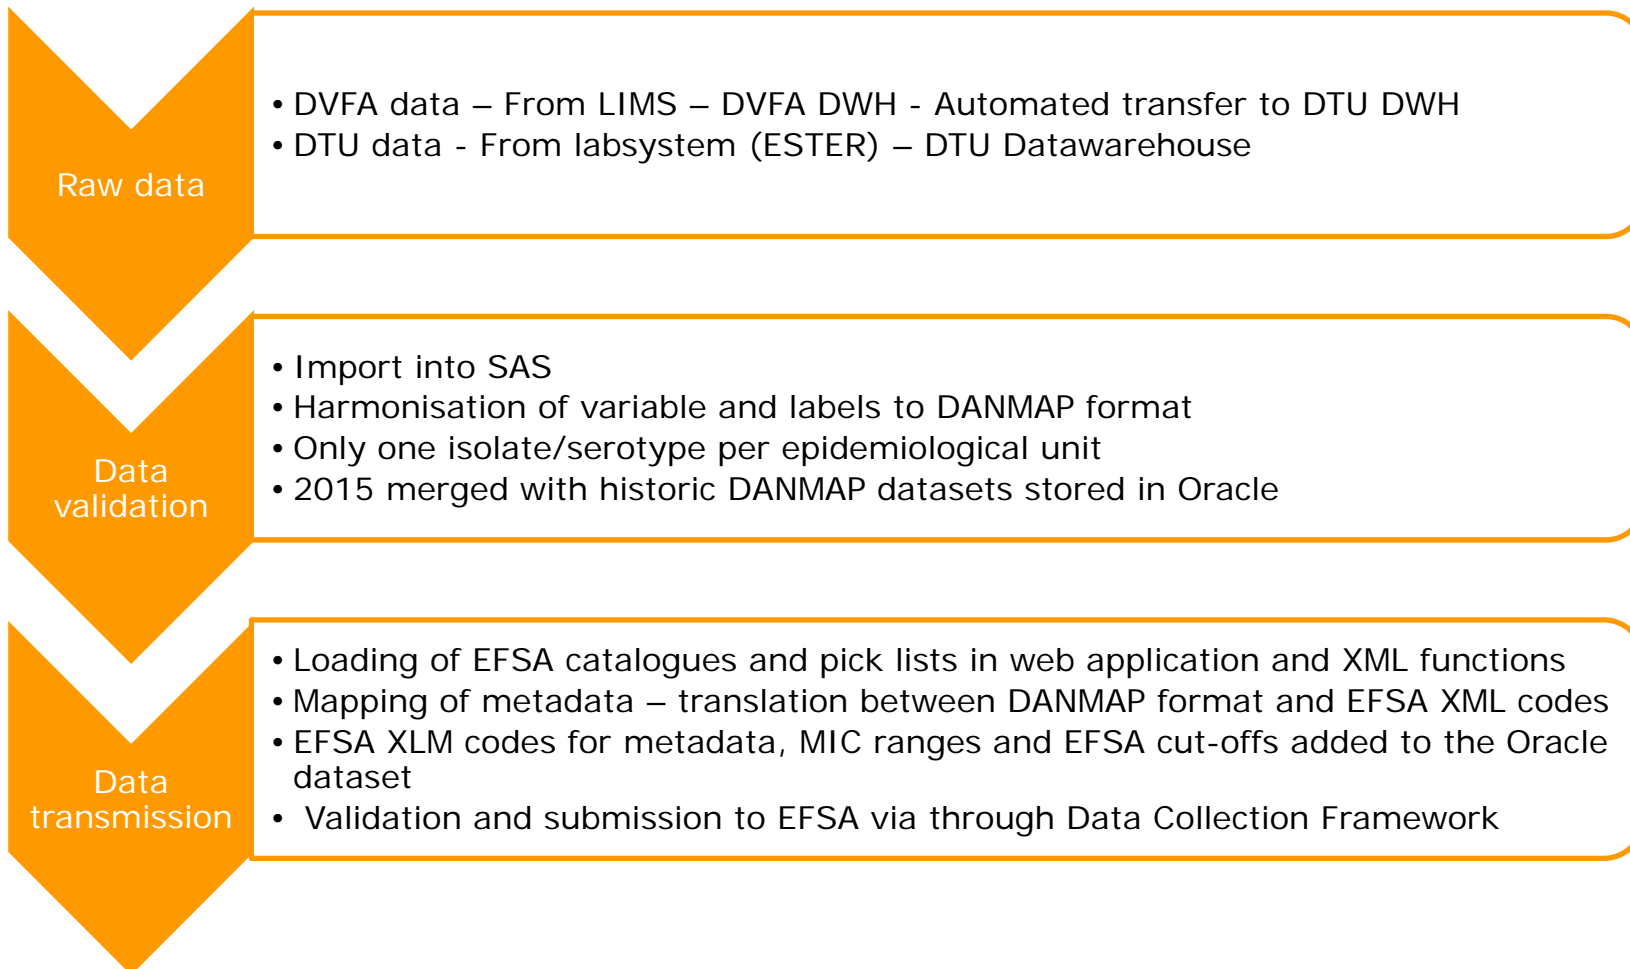 Raw data
• DVFA data – From LIMS – DVFA DWH - Automated transfer to DTU DWH
• DTU data - From labsystem (ESTER) – DTU Datawarehouse
Data
validation
• Import into SAS
• Harmonisation of variable and labels to DANMAP format
• Only one isolate/serotype per epidemiological unit
• 2015 merged with historic DANMAP datasets stored in Oracle
Data
transmission
• Loading of EFSA catalogues and pick lists in web application and XML functions
• Mapping of metadata – translation between DANMAP format and EFSA XML codes
• EFSA XLM codes for metadata, MIC ranges and EFSA cut-offs added to the Oracle
dataset
• Validation and submission to EFSA via through Data Collection Framework